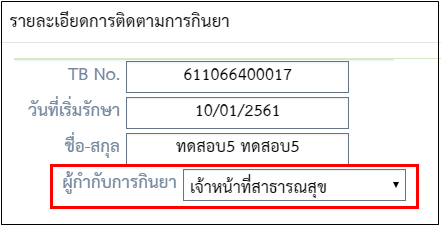 รายละเอียดการติดตามการกินยา
TB No. 611066400017
วันที่เริ่มรักษา 10/01/2561
ชื่อ-สกุล ทดสอบ5 ทดสอบ5
ผู้กำกับการกินยา เจ้าหน้าที่สาธารณสุข